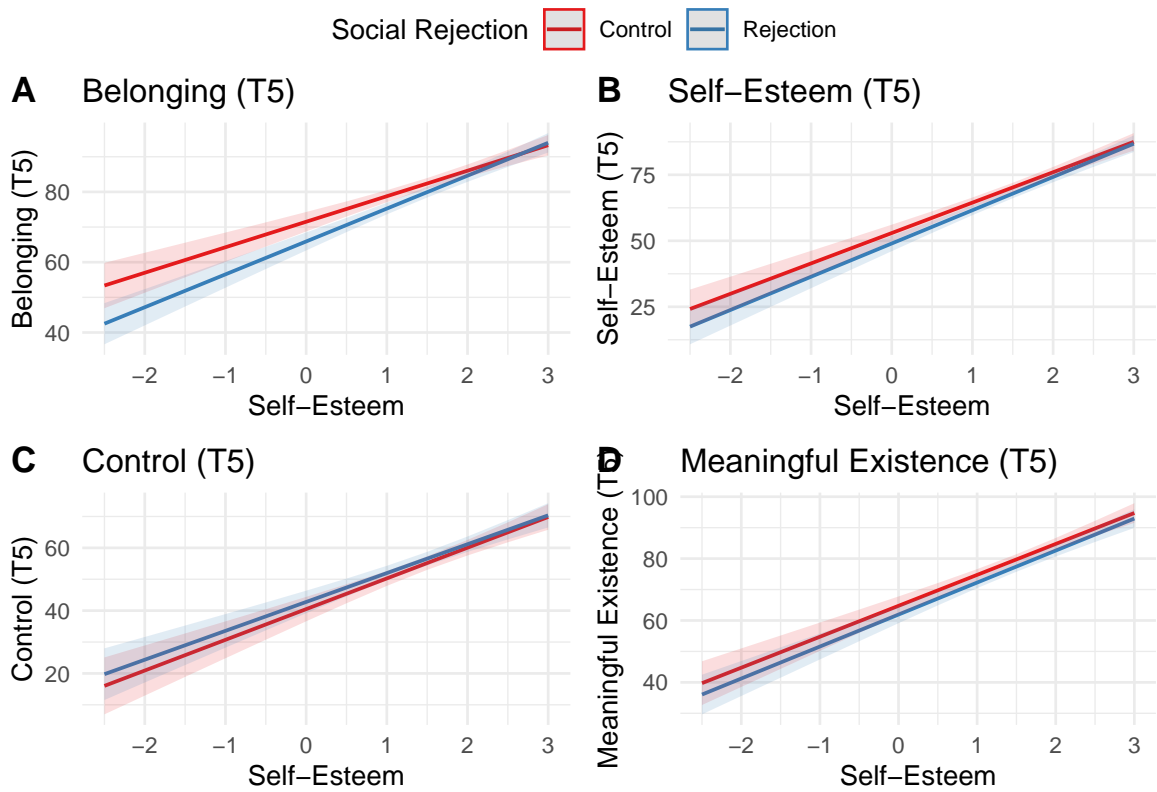 Social Rejection Control Rejection
A Belonging (T5)
Belonging (T5)
80
60
40
−2 −1 0 1 2 3
Self−Esteem
B Self−Esteem (T5)
Self−Esteem (T5)
75
50
25
−2 −1 0 1 2 3
Self−Esteem
C Control (T5)
Control (T5)
60
40
20
−2 −1 0 1 2 3
Self−Esteem
D Meaningful Existence (T5)
Meaningful Existence (T5)
100
80
60
40
−2 −1 0 1 2 3
Self−Esteem